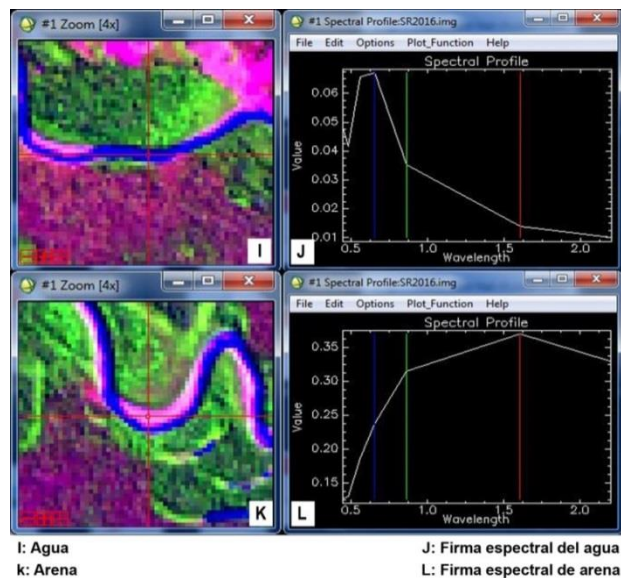 #1 Zoom [4x]
I
#1 Spectral Profile:SR2016.img
File Edit Options Plot_Function Help
Spectral Profile
Value
0.06
0.05
0.04
0.03
0.02
0.01
0.5 1.0 1.5 2.0
Wavelength
J
#1 Zoom [4x]
K
#1 Spectral Profile:SR2016.img
File Edit Options Plot_Function Help
Spectral Profile
Value
0.35
0.30
0.25
0.20
0.15
0.5 1.0 1.5 2.0
Wavelength
L
I: Agua
k: Arena
J: Firma espectral del agua
L: Firma espectral de arena